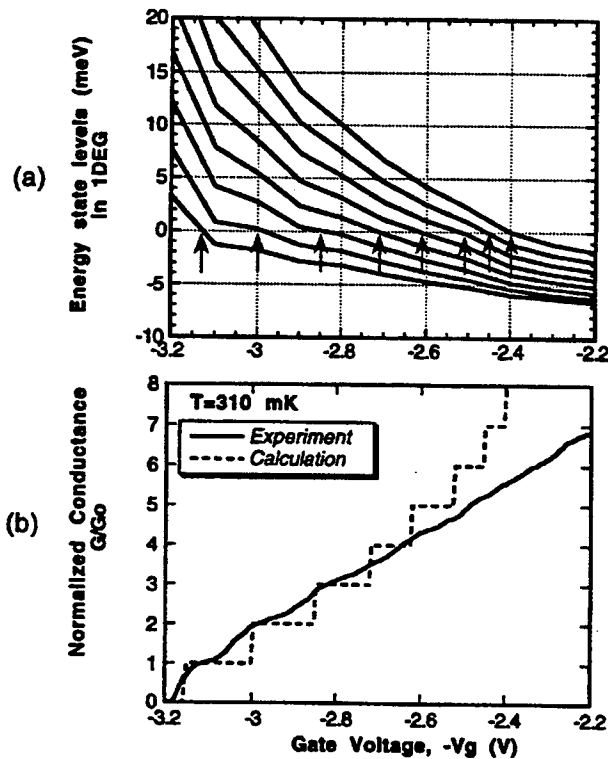 (a)
Energy state levels (meV)
in 1DEG
20
15
10
5
0
-5
-10
-3.2 -3 -2.8 -2.6 -2.4 -2.2
(b)
Normalized Conductance
G/Go
8
7
6
5
4
3
2
1
0
T=310 mK
Experiment
Calculation
-3.2 -3 -2.8 -2.6 -2.4 -2.2
Gate Voltage, -Vg (V)